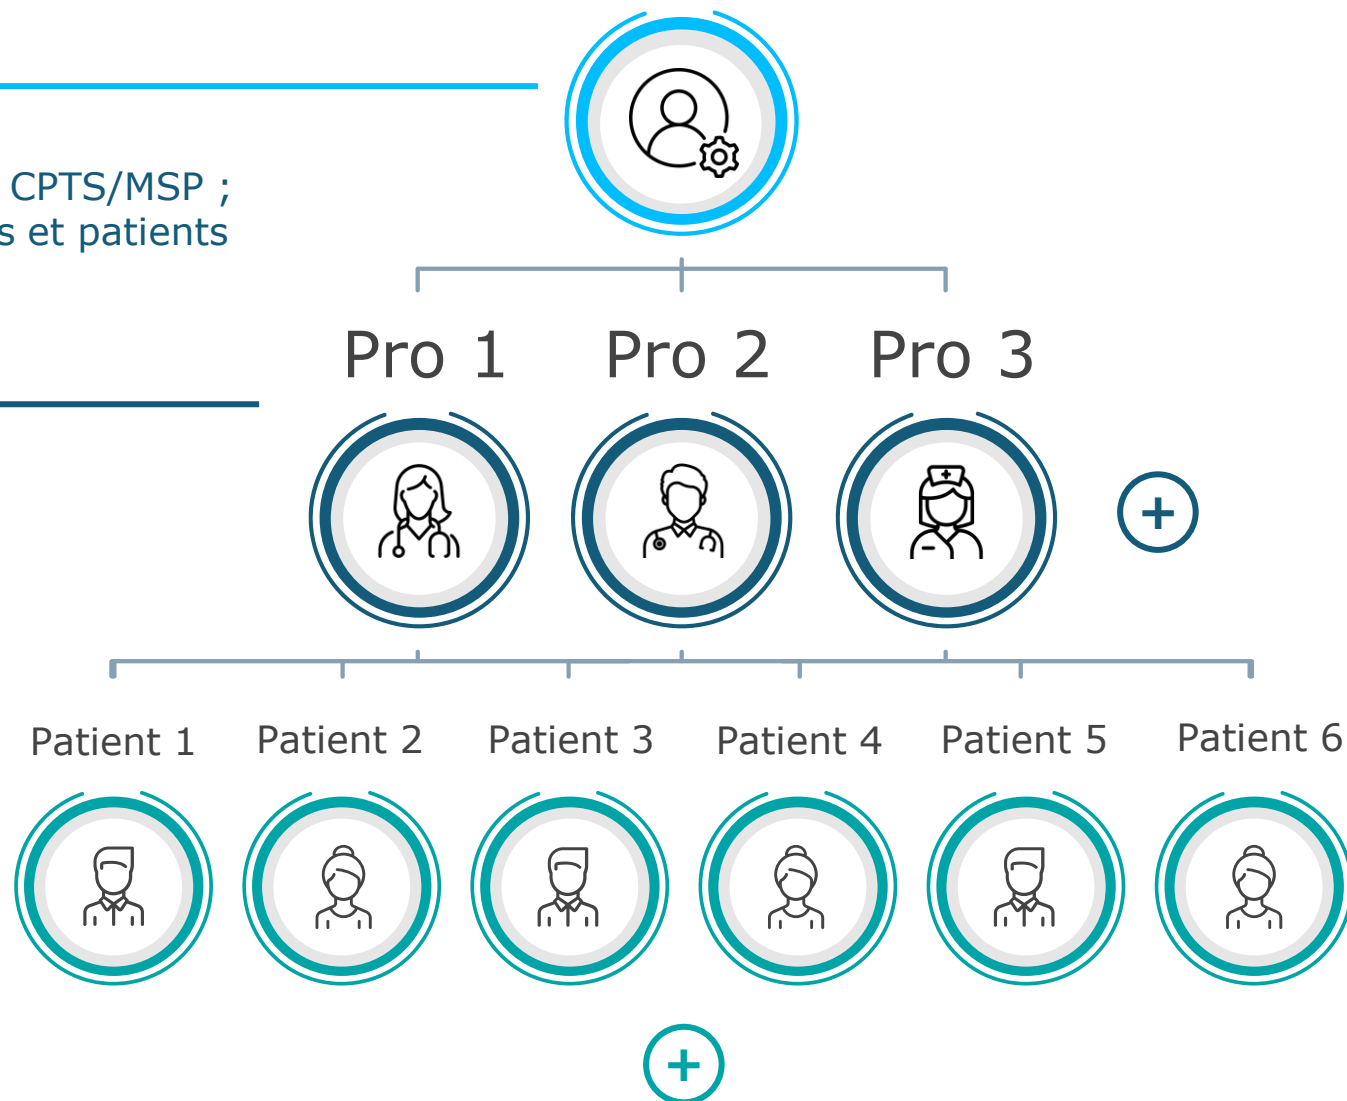 CPTS/MSP ;
s et patients
Pro 1 Pro 2 Pro 3
+
Patient 1 Patient 2 Patient 3 Patient 4 Patient 5 Patient 6
+